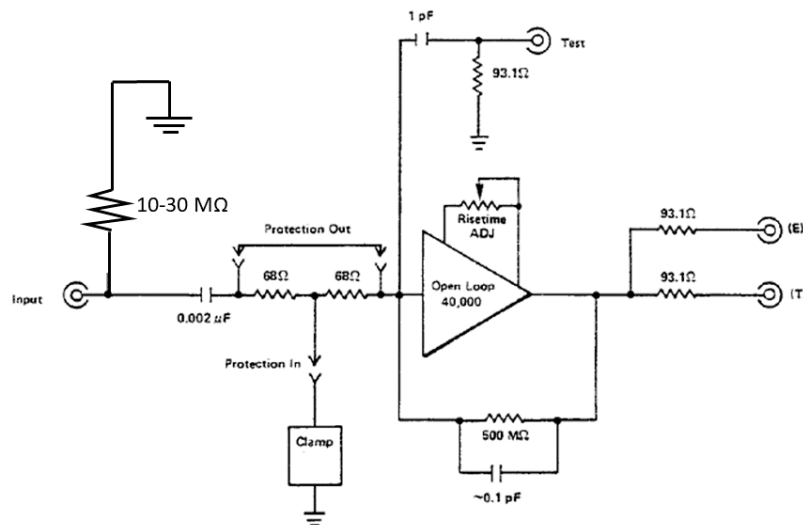 1 pF
Test
93.1Ω
10-30 MΩ
Protection Out
Risetime
ADJ
93.1Ω
(E)
68Ω
68Ω
Open Loop
40,000
93.1Ω
(T
Input
0.002 µF
Protection In
Clamp
500 MΩ
~0.1 pF